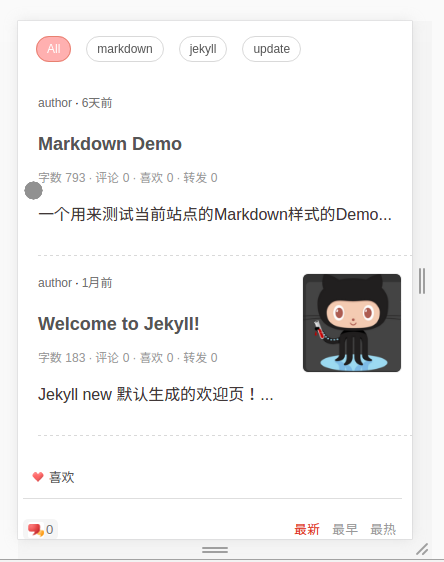 All markdown jekyll update
author · 6天前
Markdown Demo
字数 793 · 评论 0 · 喜欢 0 · 转发 0
一个用来测试当前站点的Markdown样式的Demo...
author · 1月前
Welcome to Jekyll!
字数 183 · 评论 0 · 喜欢 0 · 转发 0
Jekyll new 默认生成的欢迎页！...
喜欢
0 最新 最早 最热